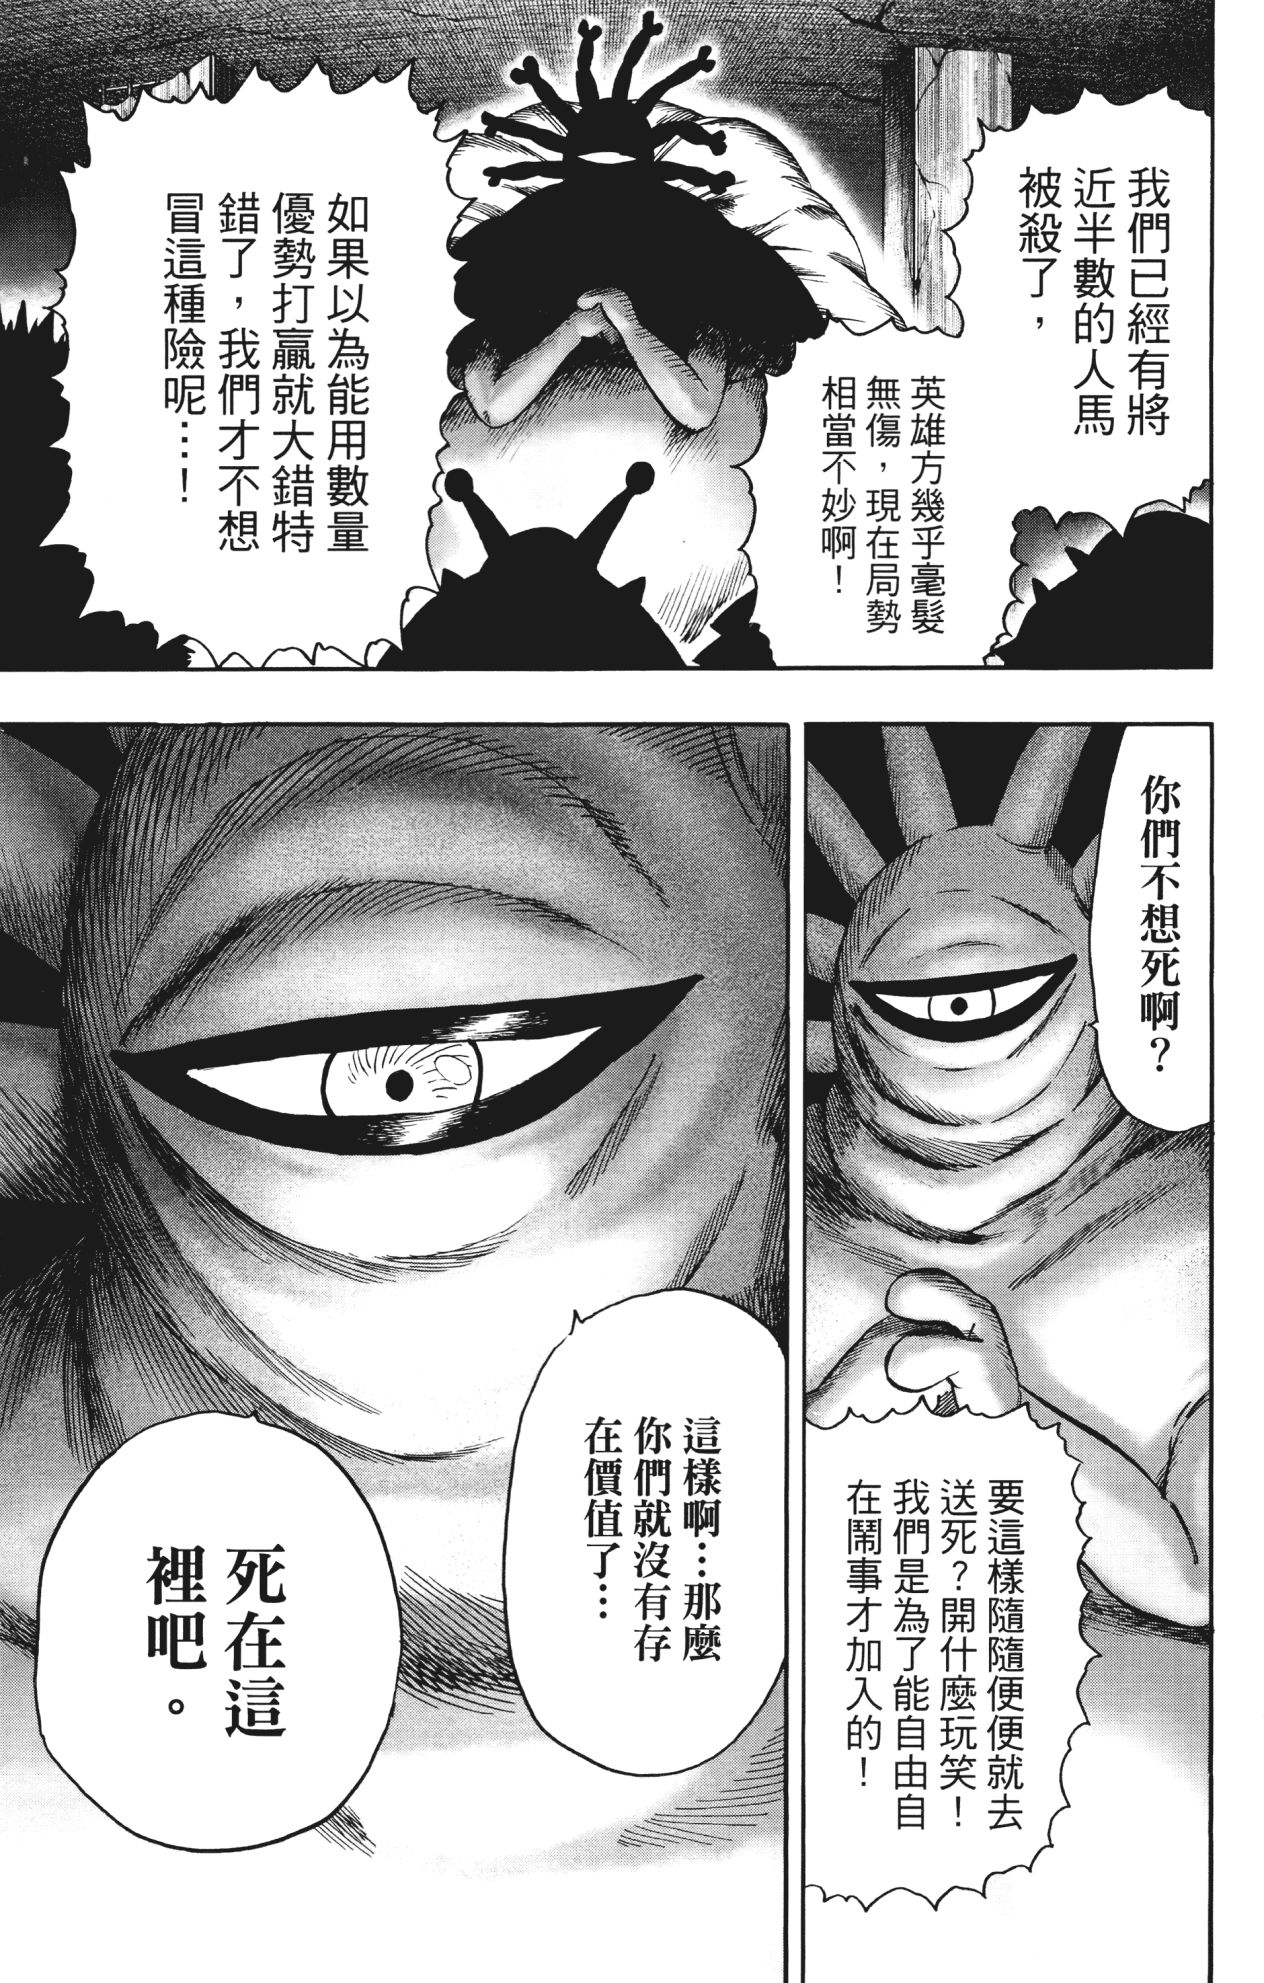 我們已經有將
近半數的人馬
被殺了，
英雄方幾乎毫髮
無傷，現在局勢
相當不妙啊！
如果以為能用數量
優勢打贏就大錯特
錯了，我們才不想
冒這種險呢…！
你們不想死啊？
要這樣隨隨便便就去
送死？開什麼玩笑！
我們是為了能自由自
在鬧事才加入的！
這樣啊…那麼
你們就沒有存
在價值了…
死在這
裡吧。